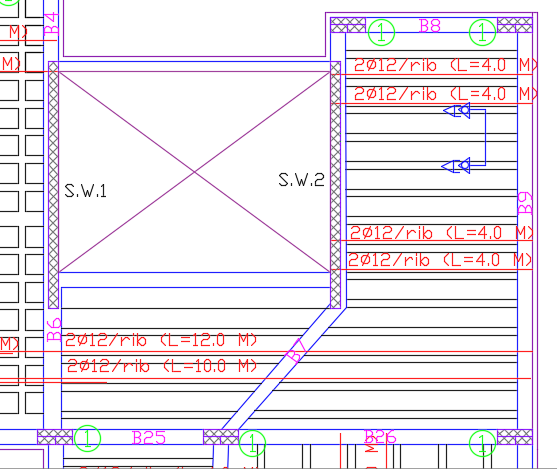 B4
B8
1
1
M)
M)
2ø12/rib (L=4.0 M)
2ø12/rib (L=4.0 M)
S.W.1
S.W.2
B9
2ø12/rib (L=4.0 M)
2ø12/rib (L=4.0 M)
B6
M)
2ø12/rib (L=12.0 M)
B7
2ø12/rib (L-10.0 M)
1
B25
1
B26
1
M